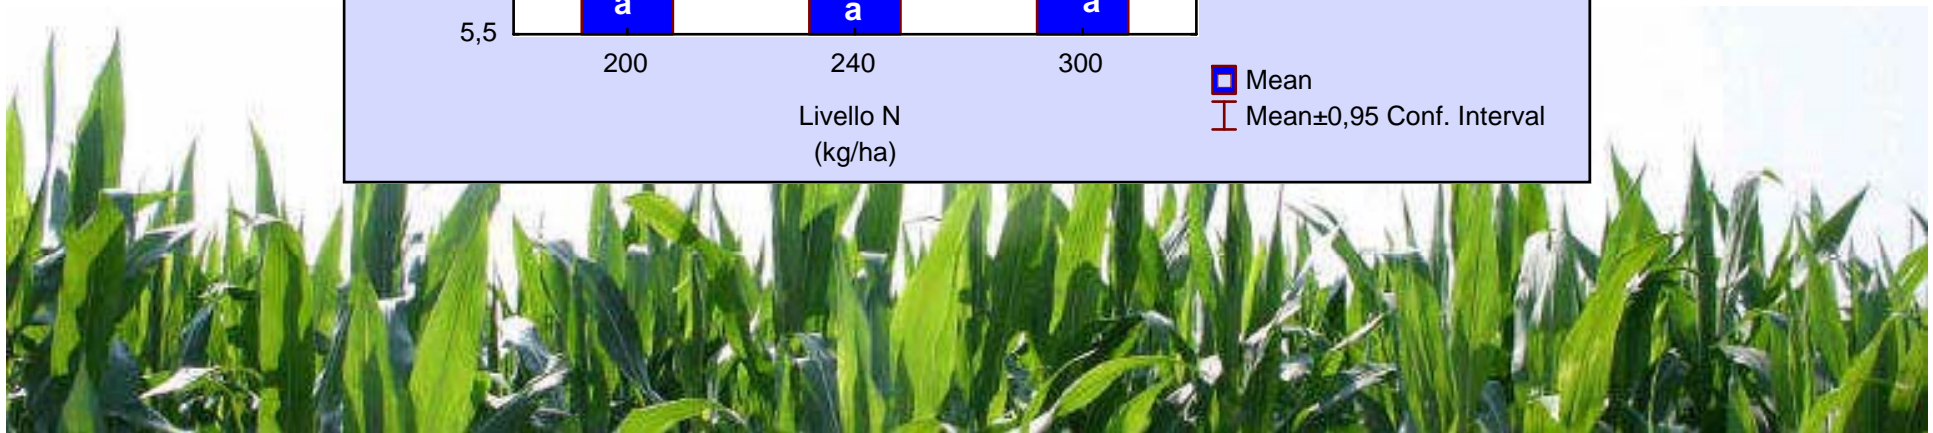 a a a
5,5
200 240 300
Mean
Livello N
Mean±0,95 Conf. Interval
(kg/ha)